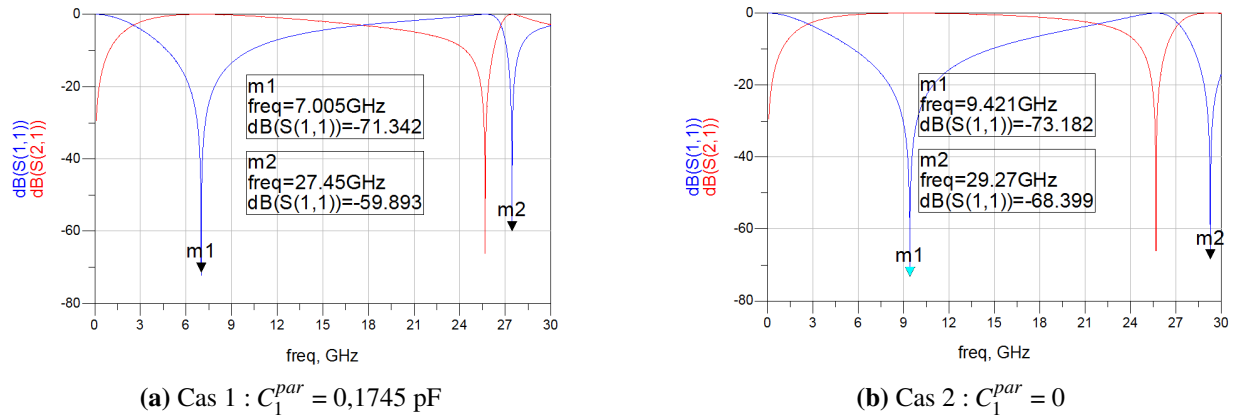 dB(S(1,1))
dB(S(2,1))
0
-20
-40
-60
-80
m1
freq=7.005GHz
dB(S(1,1))=-71.342
m2
freq=27.45GHz
dB(S(1,1))=-59.893
m1
m2
0 3 6 9 12 15 18 21 24 27 30
freq, GHz
(a) Cas 1 : C_1^{par} = 0,1745 pF
dB(S(1,1))
dB(S(2,1))
0
-20
-40
-60
-80
m1
freq=9.421GHz
dB(S(1,1))=-73.182
m2
freq=29.27GHz
dB(S(1,1))=-68.399
m1
m2
0 3 6 9 12 15 18 21 24 27 30
freq, GHz
(b) Cas 2 : C_1^{par} = 0